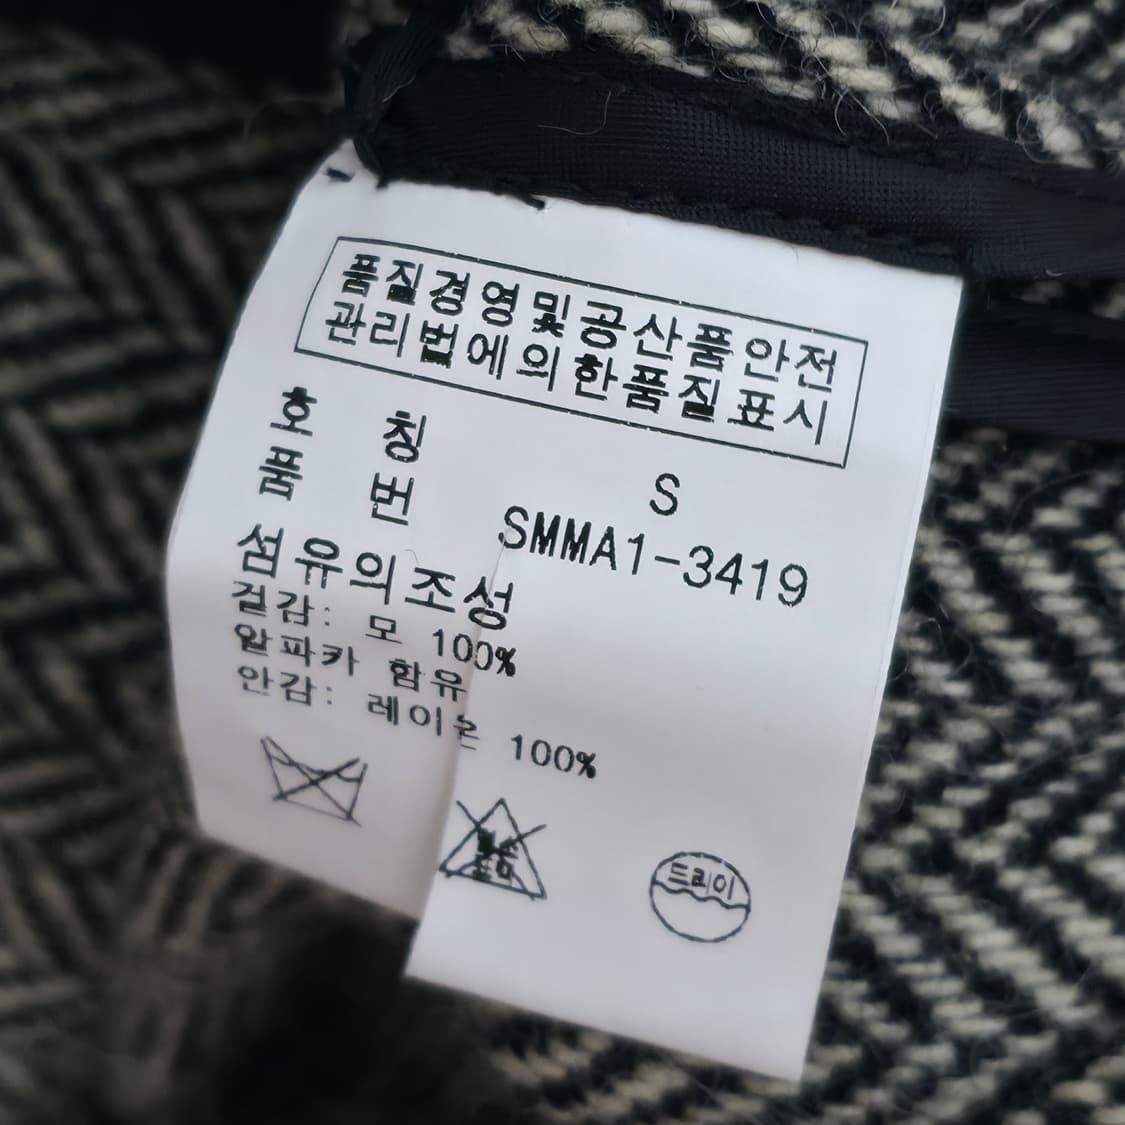 품질경영및공산품안전
관리법에의한품질표시
호 칭 S
품 번 SMMA1-3419
섬유의조성
겉감: 모 100%
알파카 함유
안감: 레이온 100%
드라이